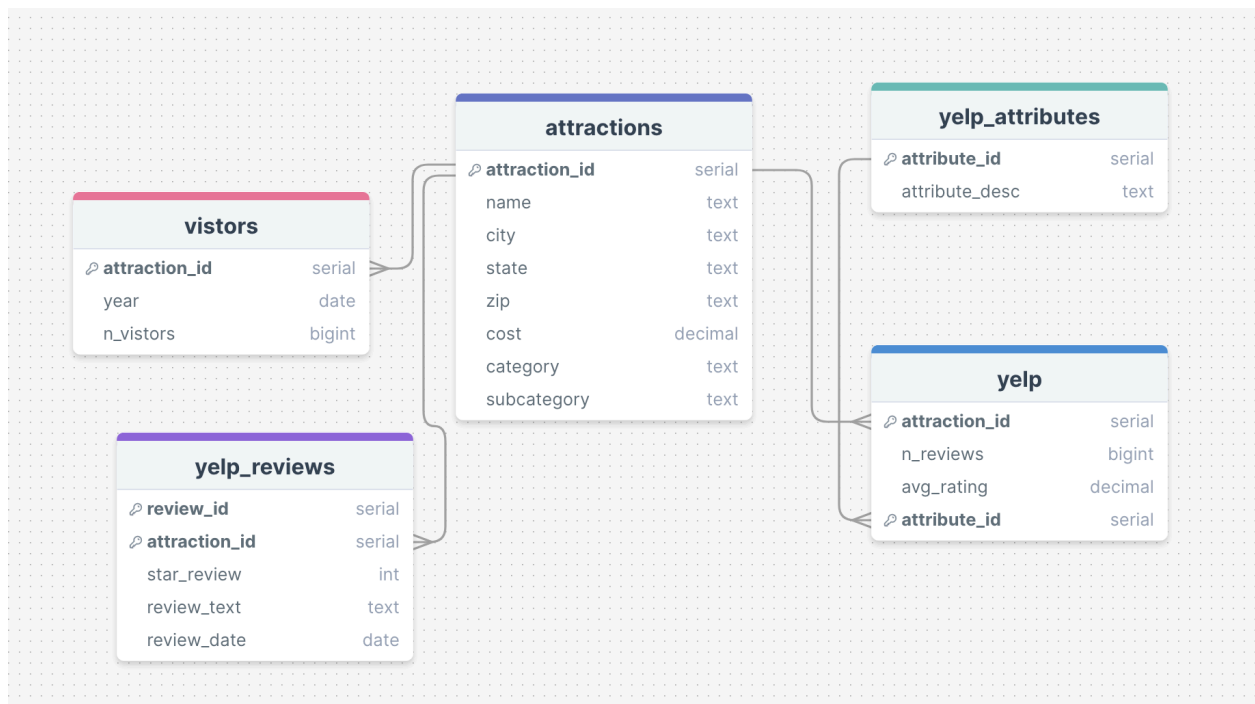 vistors
attraction_id serial
year date
n_vistors bigint
yelp_reviews
review_id serial
attraction_id serial
star_review int
review_text text
review_date date
attractions
attraction_id serial
name text
city text
state text
zip text
cost decimal
category text
subcategory text
yelp_attributes
attribute_id serial
attribute_desc text
yelp
attraction_id serial
n_reviews bigint
avg_rating decimal
attribute_id serial